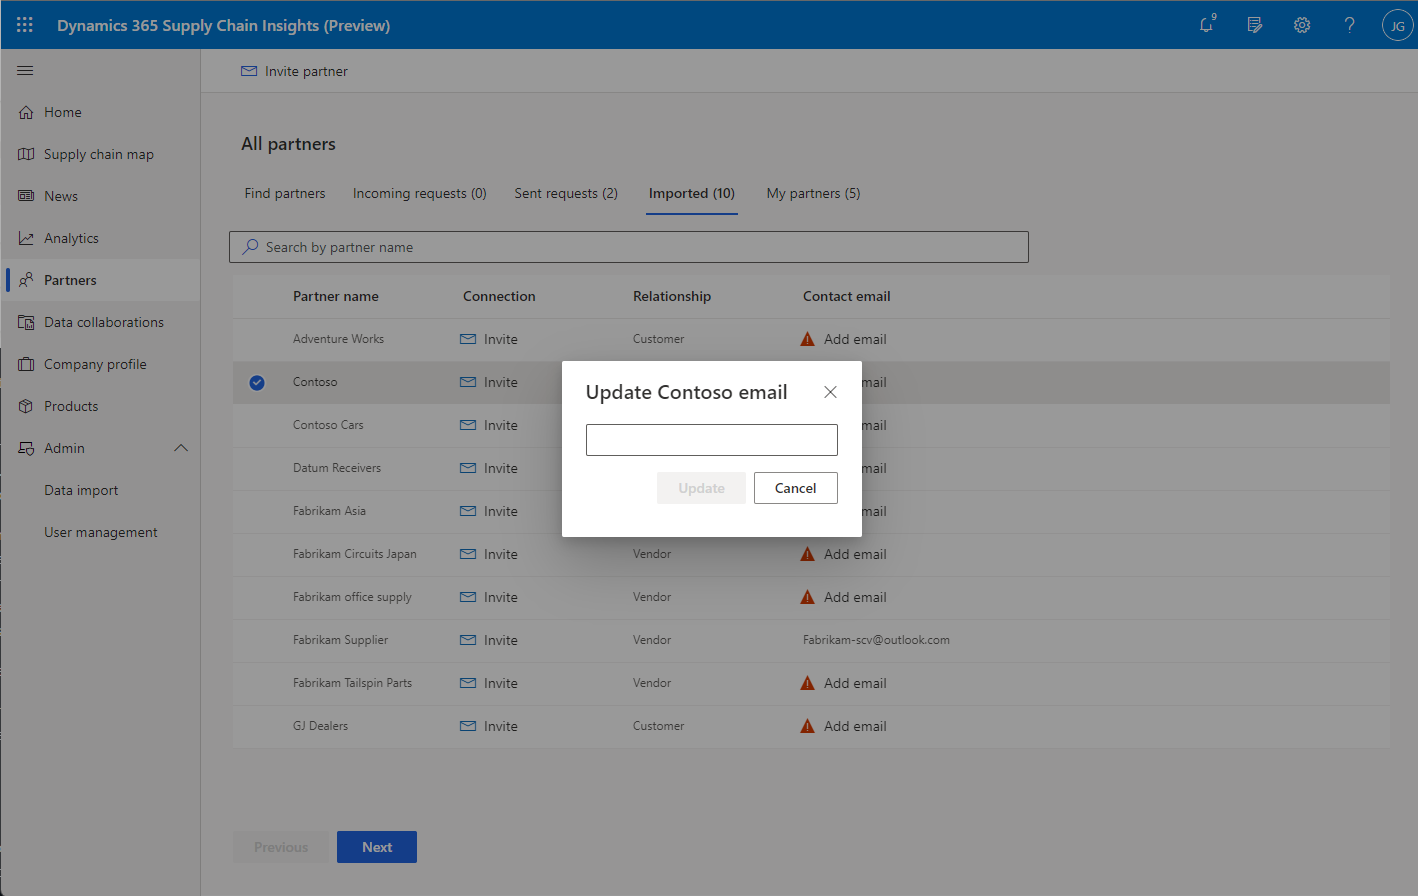 Dynamics 365 Supply Chain Insights (Preview)
9
JG
Invite partner
Home
Supply chain map
News
Analytics
Partners
Data collaborations
Company profile
Products
Admin
Data import
User management
All partners
Find partners Incoming requests (0) Sent requests (2) Imported (10) My partners (5)
Search by partner name
Partner name Connection Relationship Contact email
Adventure Works Invite Customer Add email
Contoso Invite
Contoso Cars Invite
Datum Receivers Invite
Fabrikam Asia Invite
Fabrikam Circuits Japan Invite Vendor Add email
Fabrikam office supply Invite Vendor Add email
Fabrikam Supplier Invite Vendor Fabrikam-scv@outlook.com
Fabrikam Tailspin Parts Invite Vendor Add email
GJ Dealers Invite Customer Add email
Update Contoso email
Update Cancel
Previous Next